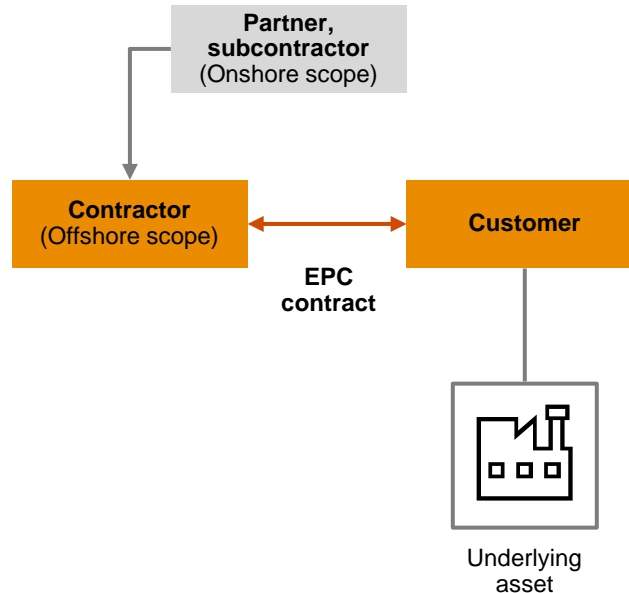 Partner,
subcontractor
(Onshore scope)
Contractor
(Offshore scope)
Customer
EPC
contract
Underlying
asset